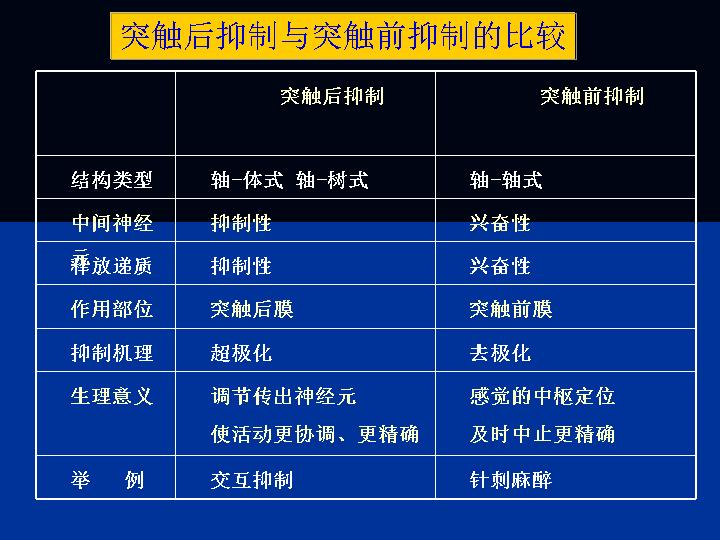 突触后抑制与突触前抑制的比较
突触后抑制 突触前抑制
结构类型 轴-体式 轴-树式 轴-轴式
中间神经元 抑制性 兴奋性
释放递质 抑制性 兴奋性
作用部位 突触后膜 突触前膜
抑制机理 超极化 去极化
生理意义 调节传出神经元 感觉的中枢定位
使活动更协调、更精确 及时中止更精确
举 例 交互抑制 针刺麻醉